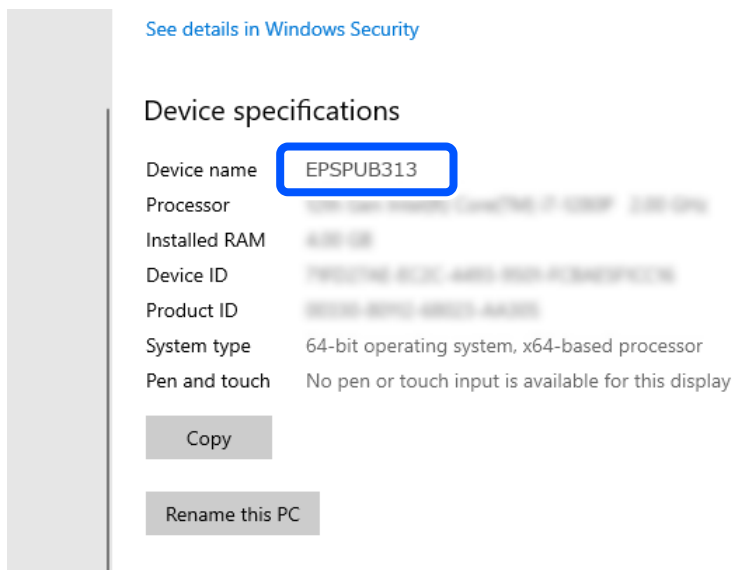 See details in Windows Security
Device specifications
Device name EPSPUB313
Processor
Installed RAM
Device ID
Product ID
System type 64-bit operating system, x64-based processor
Pen and touch No pen or touch input is available for this display
Copy
Rename this PC